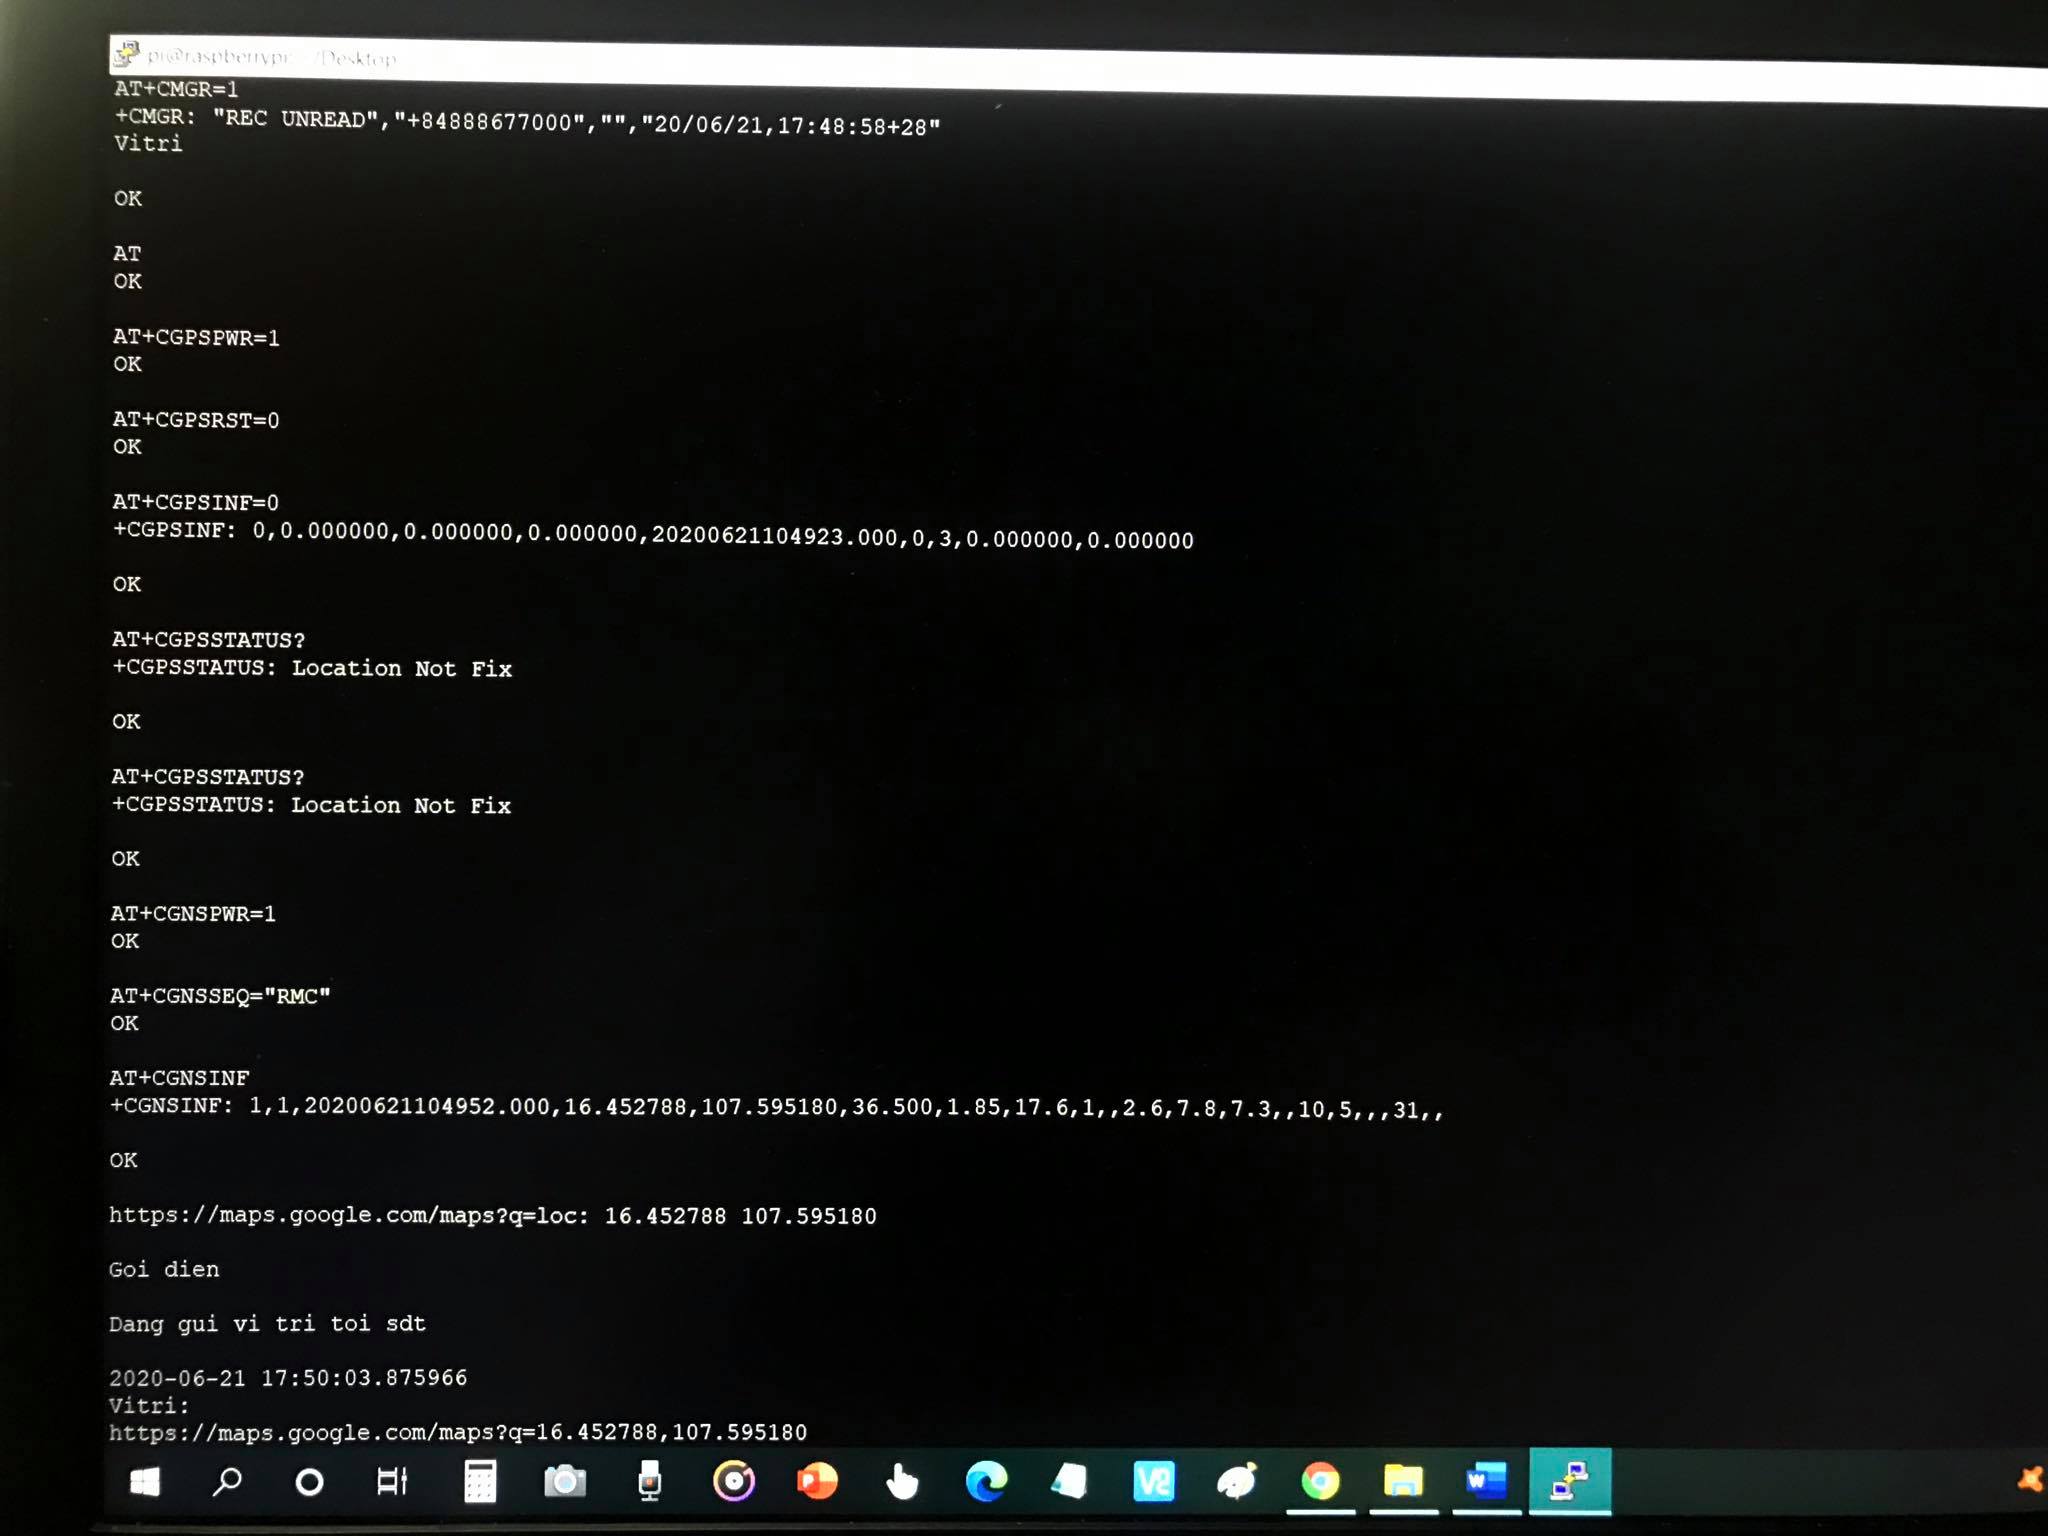 pi@raspberrypi: ~/Desktop
AT+CMGR=1
+CMGR: "REC UNREAD","+84888677000","","20/06/21,17:48:58+28"
Vitri
OK
AT
OK
AT+CGPSPWR=1
OK
AT+CGPSRST=0
OK
AT+CGPSINF=0
+CGPSINF: 0,0.000000,0.000000,0.000000,20200621104923.000,0,3,0.000000,0.000000
OK
AT+CGPSSTATUS?
+CGPSSTATUS: Location Not Fix
OK
AT+CGPSSTATUS?
+CGPSSTATUS: Location Not Fix
OK
AT+CGNSPWR=1
OK
AT+CGNSSEQ="RMC"
OK
AT+CGNSINF
+CGNSINF: 1,1,20200621104952.000,16.452788,107.595180,36.500,1.85,17.6,1,,2.6,7.8,7.3,,10,5,,,31,,
OK
https://maps.google.com/maps?q=loc: 16.452788 107.595180
Goi dien
Dang gui vi tri toi sdt
2020-06-21 17:50:03.875966
Vitri:
https://maps.google.com/maps?q=16.452788,107.595180